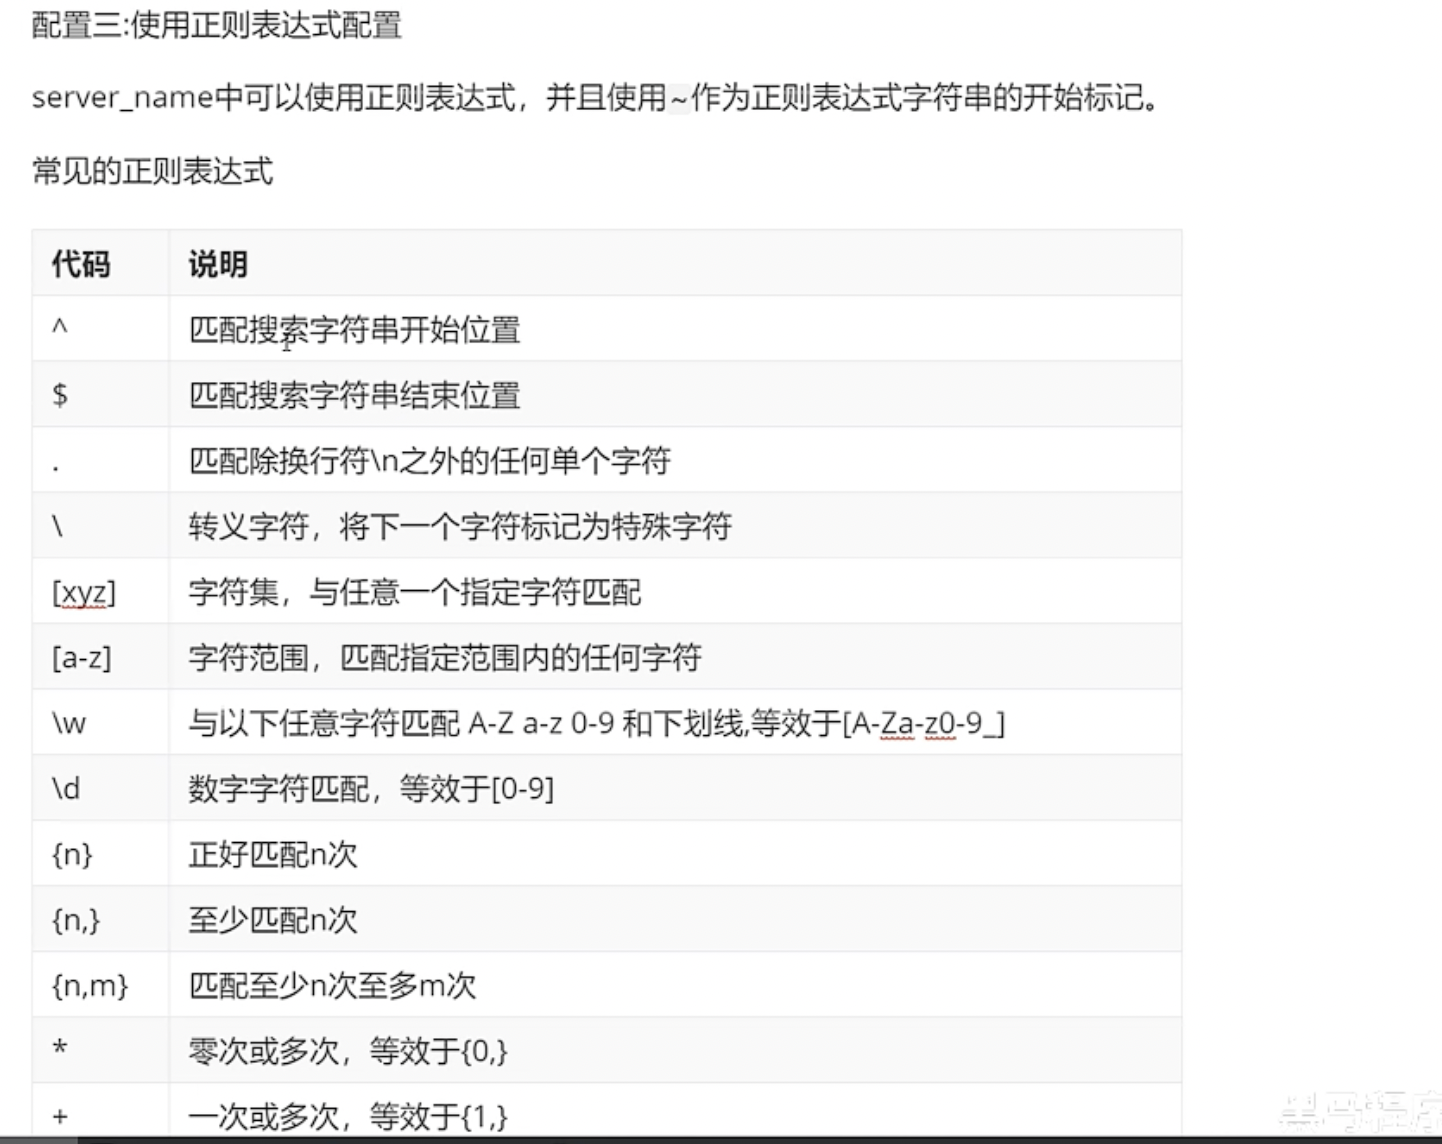 配置三:使用正则表达式配置
server_name中可以使用正则表达式，并且使用~作为正则表达式字符串的开始标记。
常见的正则表达式
代码 说明
^ 匹配搜索字符串开始位置
$ 匹配搜索字符串结束位置
. 匹配除换行符\n之外的任何单个字符
\ 转义字符，将下一个字符标记为特殊字符
[xyz] 字符集，与任意一个指定字符匹配
[a-z] 字符范围，匹配指定范围内的任何字符
\w 与以下任意字符匹配 A-Z a-z 0-9 和下划线,等效于[A-Za-z0-9_]
\d 数字字符匹配，等效于[0-9]
{n} 正好匹配n次
{n,} 至少匹配n次
{n,m} 匹配至少n次至多m次
* 零次或多次，等效于{0,}
+ 一次或多次，等效于{1,}
黑马程序